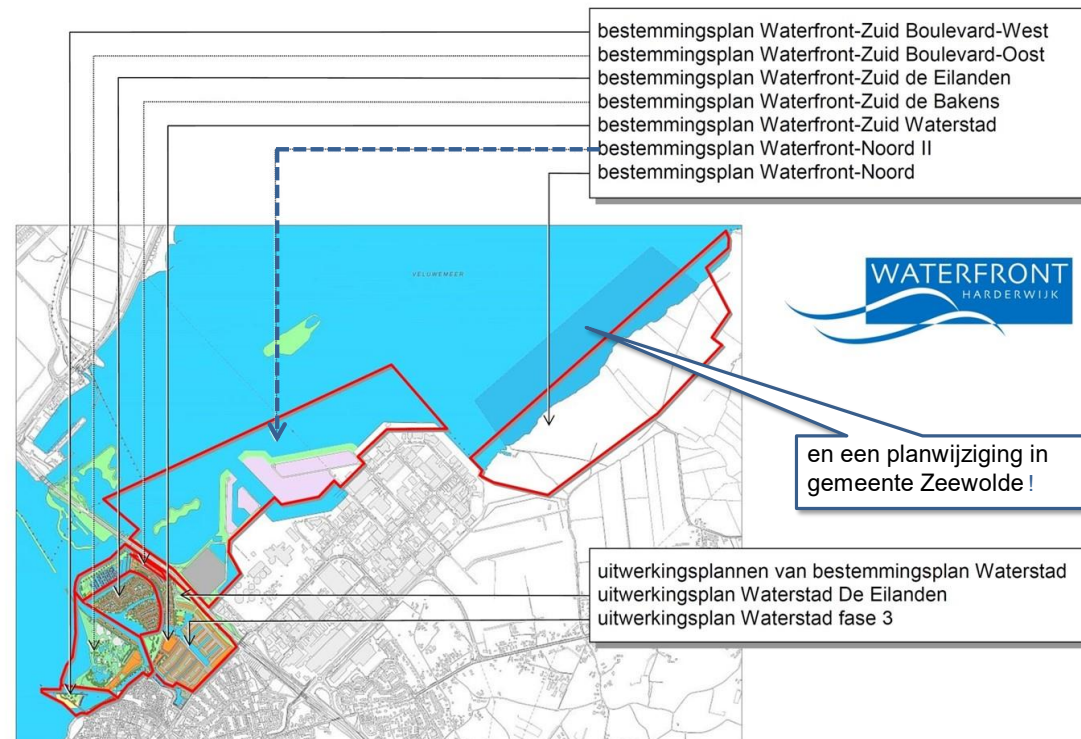 bestemmingsplan Waterfront-Zuid Boulevard-West
bestemmingsplan Waterfront-Zuid Boulevard-Oost
bestemmingsplan Waterfront-Zuid de Eilanden
bestemmingsplan Waterfront-Zuid de Bakens
bestemmingsplan Waterfront-Zuid Waterstad
bestemmingsplan Waterfront-Noord II
bestemmingsplan Waterfront-Noord
VELUWEMEER
WATERFRONT
HARDERWIJK
en een planwijziging in
gemeente Zeewolde!
uitwerkingsplannen van bestemmingsplan Waterstad
uitwerkingsplan Waterstad De Eilanden
uitwerkingsplan Waterstad fase 3